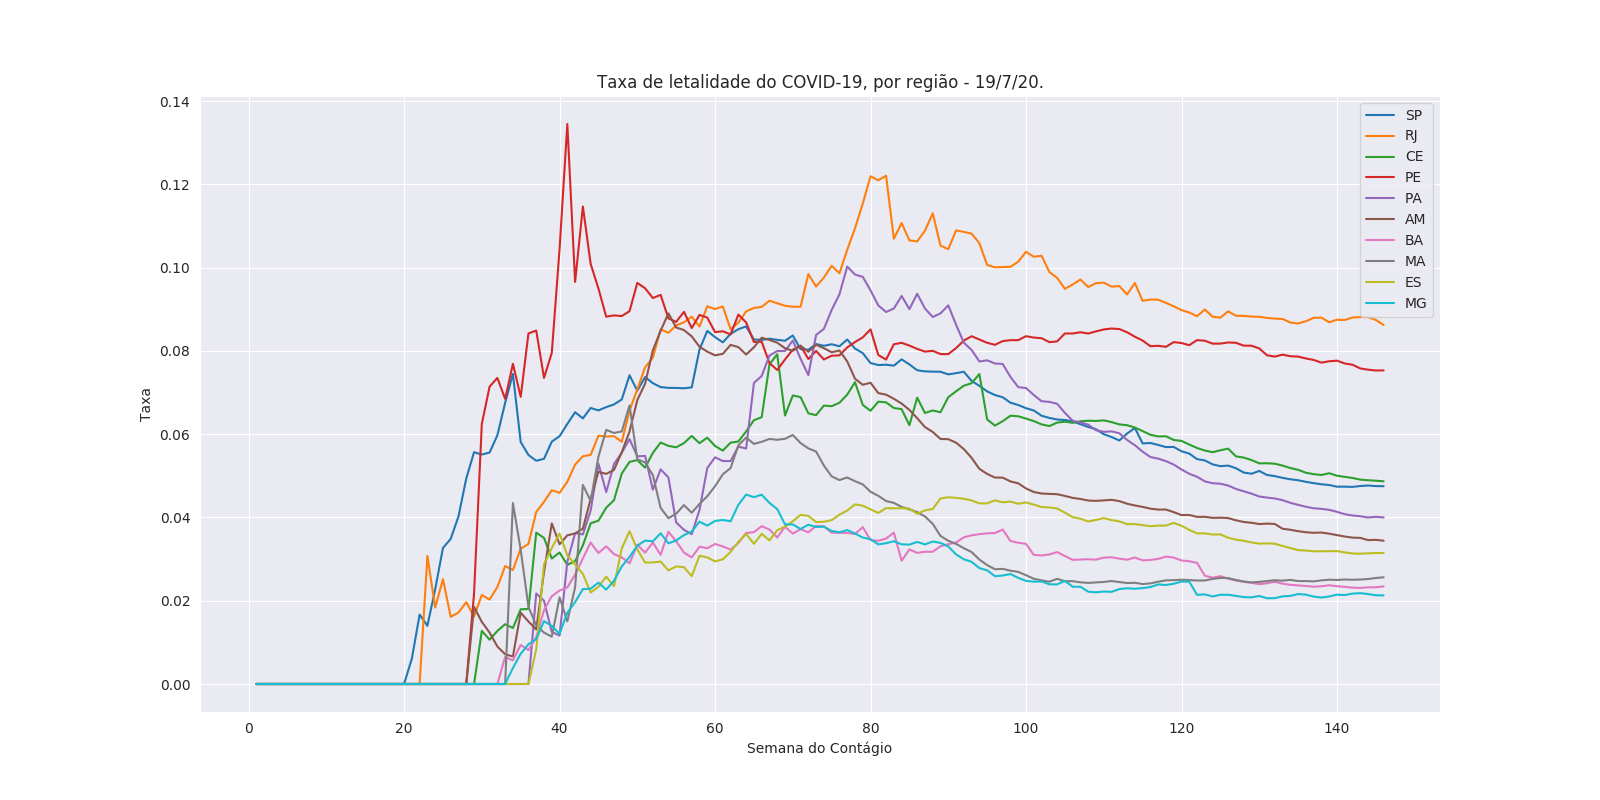 Taxa de letalidade do COVID-19, por região - 19/7/20.
0.14
0.12
0.10
0.08
0.06
0.04
0.02
0.00
Taxa
0 20 40 60 80 100 120 140
Semana do Contágio
SP
RJ
CE
PE
PA
AM
BA
MA
ES
MG